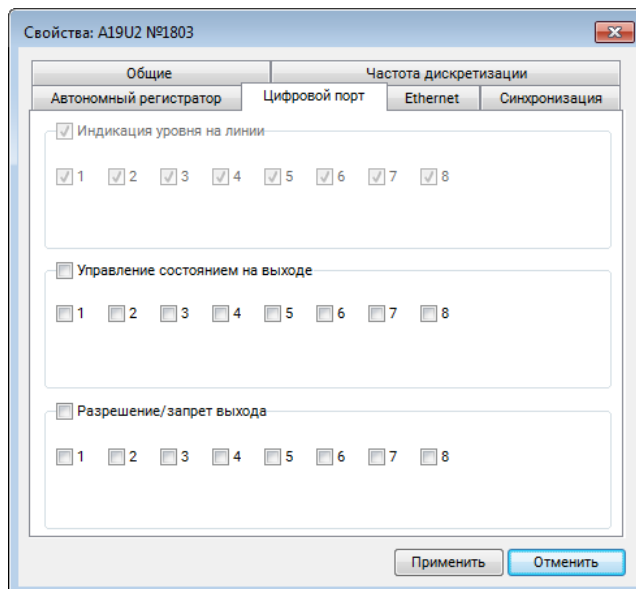 Свойства: A19U2 №1803
Общие Частота дискретизации
Автономный регистратор Цифровой порт Ethernet Синхронизация
Индикация уровня на линии
1 2 3 4 5 6 7 8
Управление состоянием на выходе
1 2 3 4 5 6 7 8
Разрешение/запрет выхода
1 2 3 4 5 6 7 8
Применить Отменить